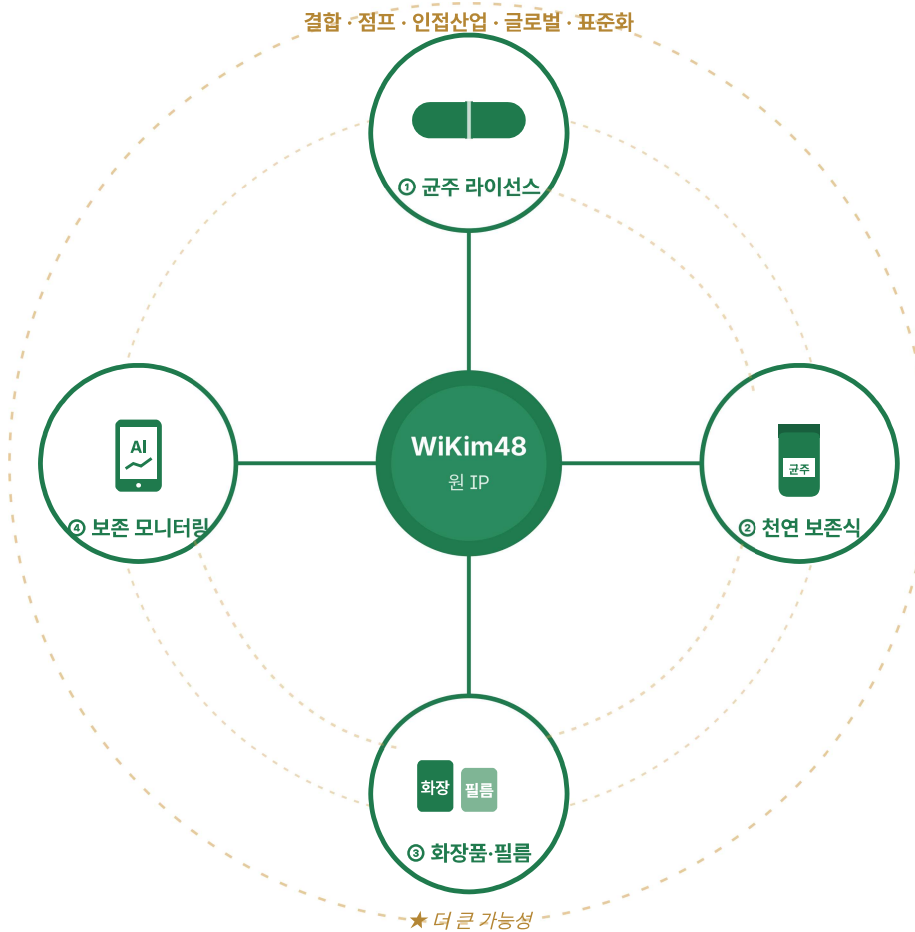 결합 · 점프 · 인접산업 · 글로벌 · 표준화
① 균주 라이선스
AI
④ 보존 모니터링
WiKim48
원 IP
균주
② 천연 보존식
화장
필름
③ 화장품·필름
★ 더 큰 가능성